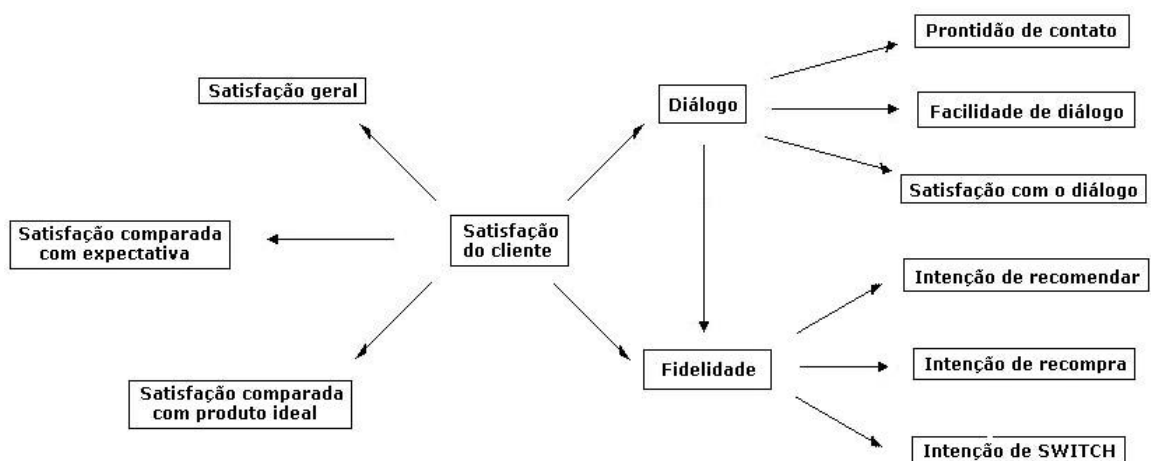 Prontidão de contato
Satisfação geral
Diálogo
Facilidade de diálogo
Satisfação com o diálogo
Satisfação comparada
com expectativa
Satisfação
do cliente
Intenção de recomendar
Fidelidade
Intenção de recompra
Satisfação comparada
com produto ideal
Intenção de SWITCH